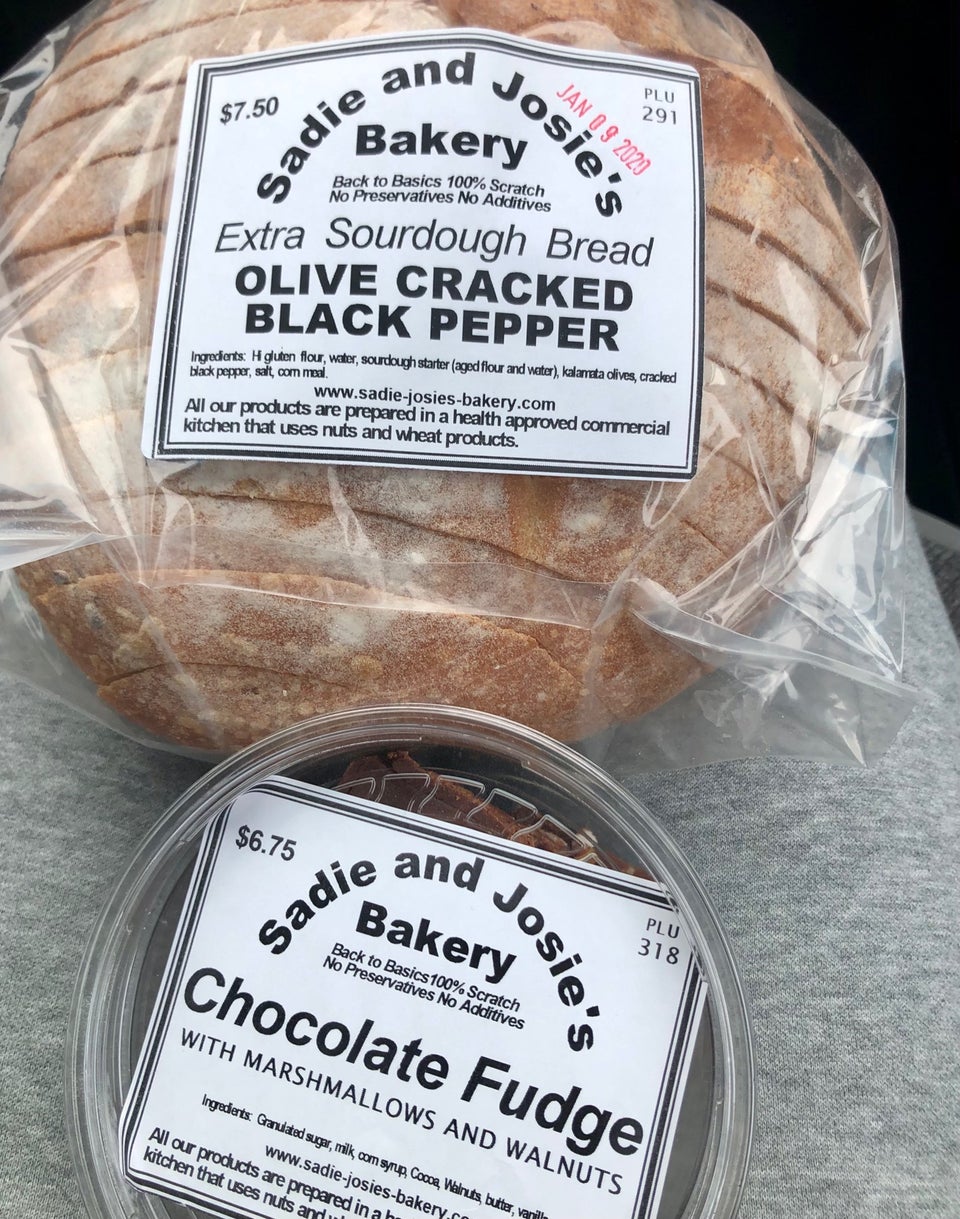 $7.50
Sadie and Josie's
JAN 09 2020
PLU
291
Bakery
Back to Basics 100% Scratch
No Preservatives No Additives
Extra Sourdough Bread
OLIVE CRACKED
BLACK PEPPER
Ingredients: Hi gluten flour, water, sourdough starter (aged flour and water), kalamata olives, cracked
black pepper, salt, corn meal.
www.sadie-josies-bakery.com
All our products are prepared in a health approved commercial
kitchen that uses nuts and wheat products.
$6.75
Sadie and Josie's
PLU
318
Bakery
Back to Basics 100% Scratch
No Preservatives No Additives
Chocolate Fudge
WITH MARSHMALLOWS AND WALNUTS
Ingredients: Granulated sugar, milk, corn syrup, Cocoa, Walnuts, butter, vanilla
www.sadie-josies-bakery.co
All our products are prepared in a
kitchen that uses nuts and